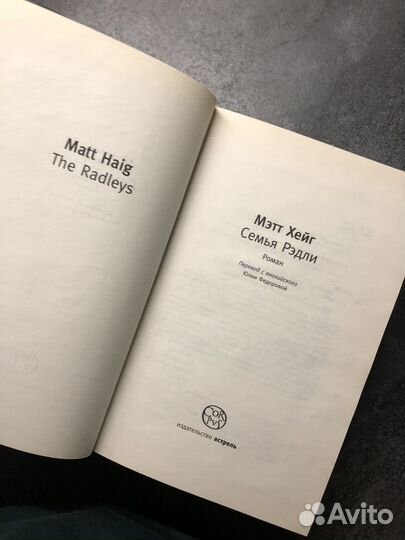 Matt Haig
The Radleys
Мэтт Хейг
Семья Рэдли
Роман
Перевод с английского
Юлии Федоровой
CORPUS
издательство астрель
Avito